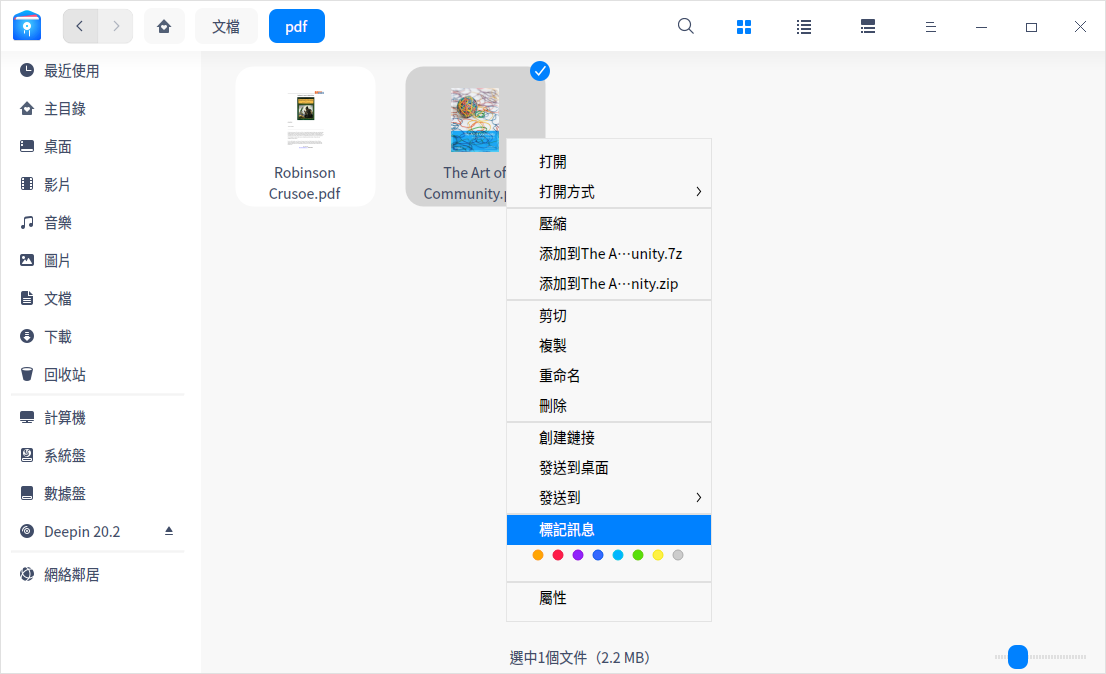 文檔
pdf
最近使用
主目錄
桌面
影片
音樂
圖片
文檔
下載
回收站
計算機
系統盤
數據盤
Deepin 20.2
網絡鄰居
Robinson
Crusoe.pdf
The Art of
Community.p
打開
打開方式
壓縮
添加到The A…unity.7z
添加到The A…nity.zip
剪切
複製
重命名
刪除
創建鏈接
發送到桌面
發送到
標記訊息
屬性
選中1個文件（2.2 MB）